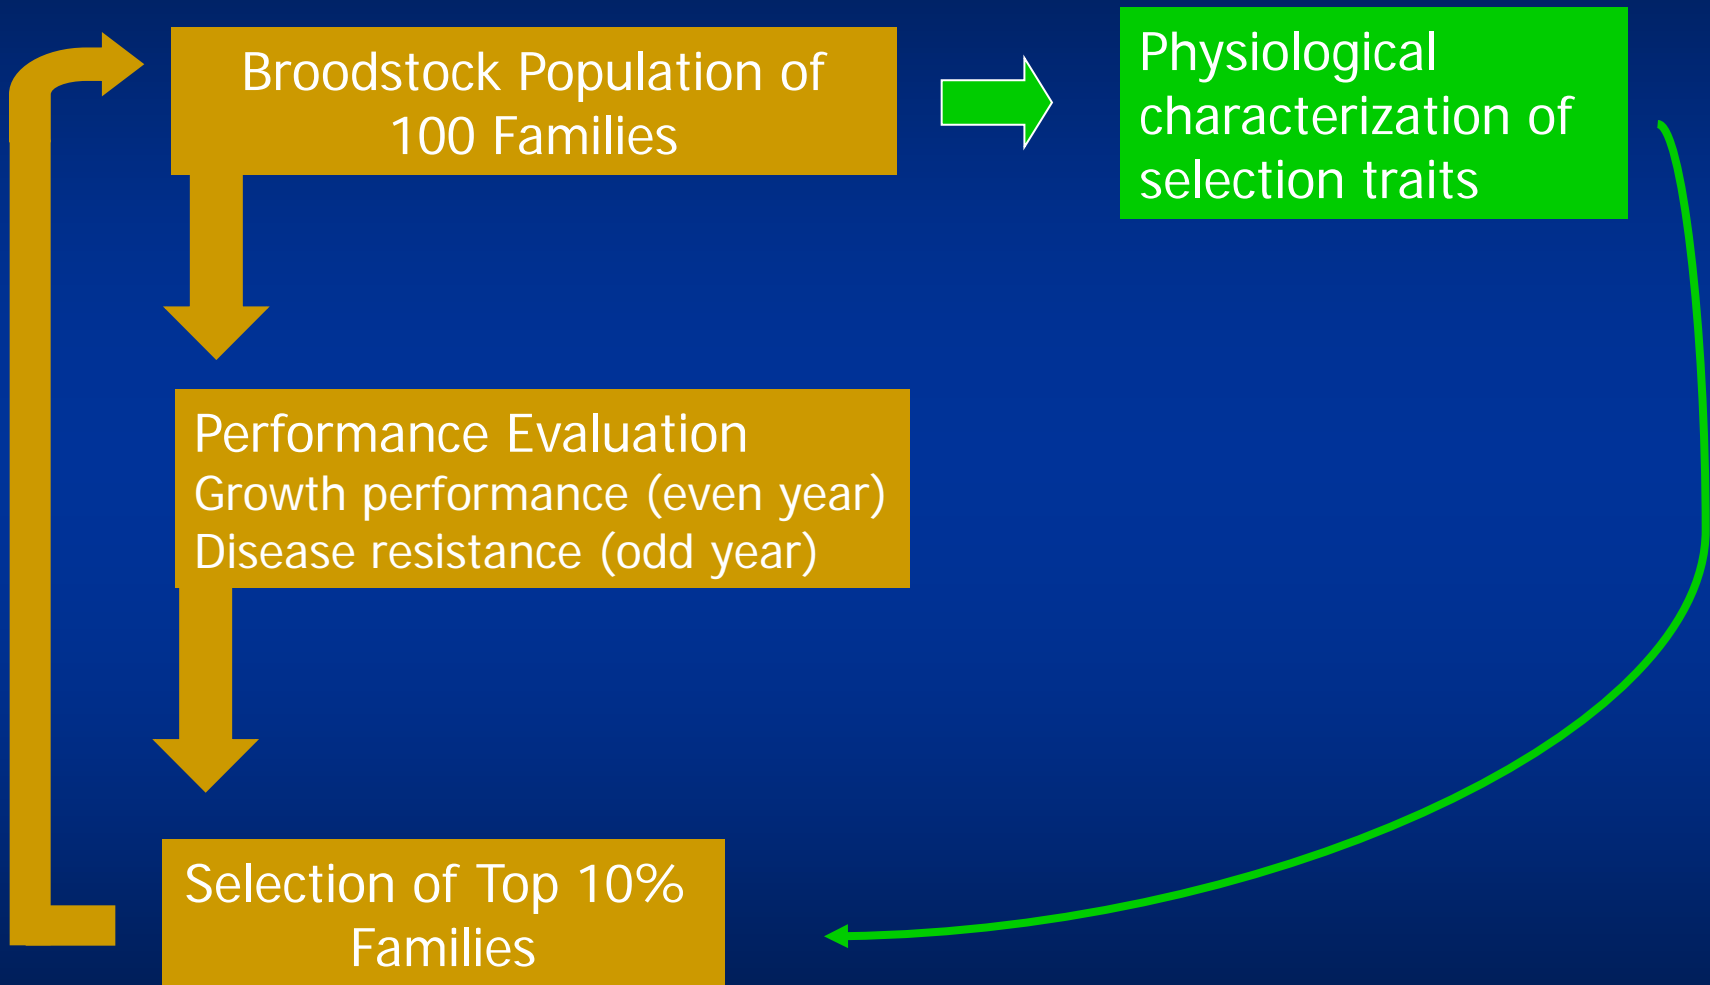 Broodstock Population of
100 Families
Physiological
characterization of
selection traits
Performance Evaluation
Growth performance (even year)
Disease resistance (odd year)
Selection of Top 10%
Families